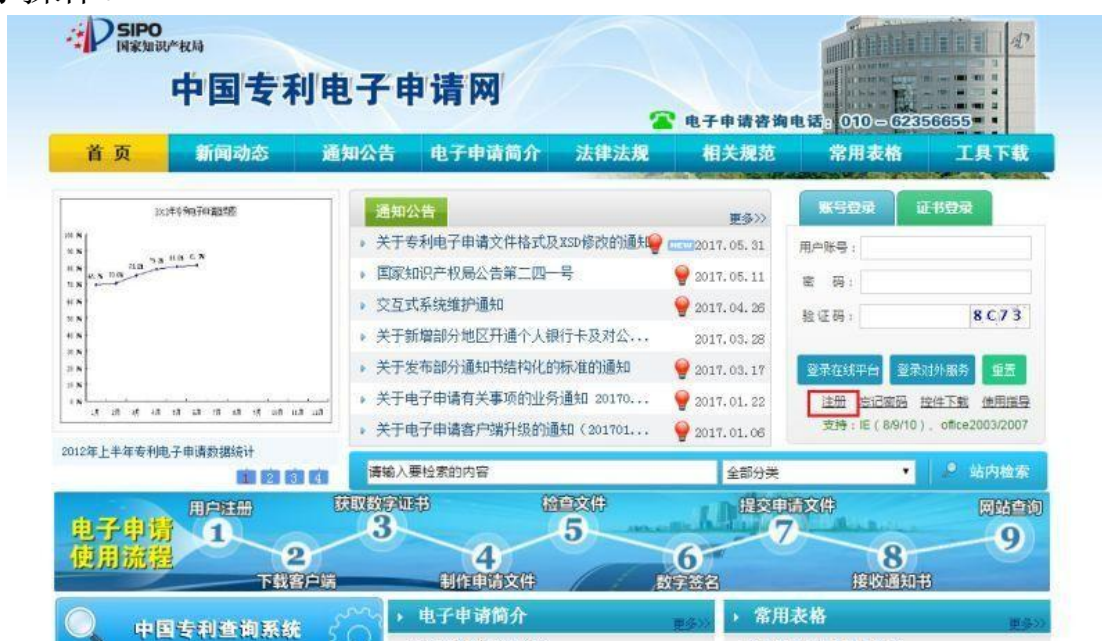 SIPO
国家知识产权局
中国专利电子申请网
电子申请咨询电话：010-62356655
首 页 新闻动态 通知公告 电子申请简介 法律法规 相关规范 常用表格 工具下载
通知公告 更多>>
账号登录 证书登录
关于专利电子申请文件格式及XSD修改的通知 NEW 2017.05.31
国家知识产权局公告第二四一号 2017.05.11
交互式系统维护通知 2017.04.26
关于新增部分地区开通个人银行卡及对公... 2017.03.28
关于发布部分通知书结构化的标准的通知 2017.03.17
关于电子申请有关事项的业务通知 20170... 2017.01.22
关于电子申请客户端升级的通知（201701... 2017.01.06
用户账号：
密 码：
验证码： 8C73
登录在线平台 登录对外服务 重置
注册 忘记密码 控件下载 使用指导
支持：IE（8/9/10）、office2003/2007
2012年上半年专利电子申请数据统计
1 2 3 4
请输入要检索的内容 全部分类 站内检索
电子申请
使用流程
用户注册 1
2 下载客户端
获取数字证书 3
4 制作申请文件
检查文件 5
6 数字签名
提交申请文件 7
8 接收通知书
网站查询 9
中国专利查询系统
电子申请简介 更多>>
常用表格 更多>>